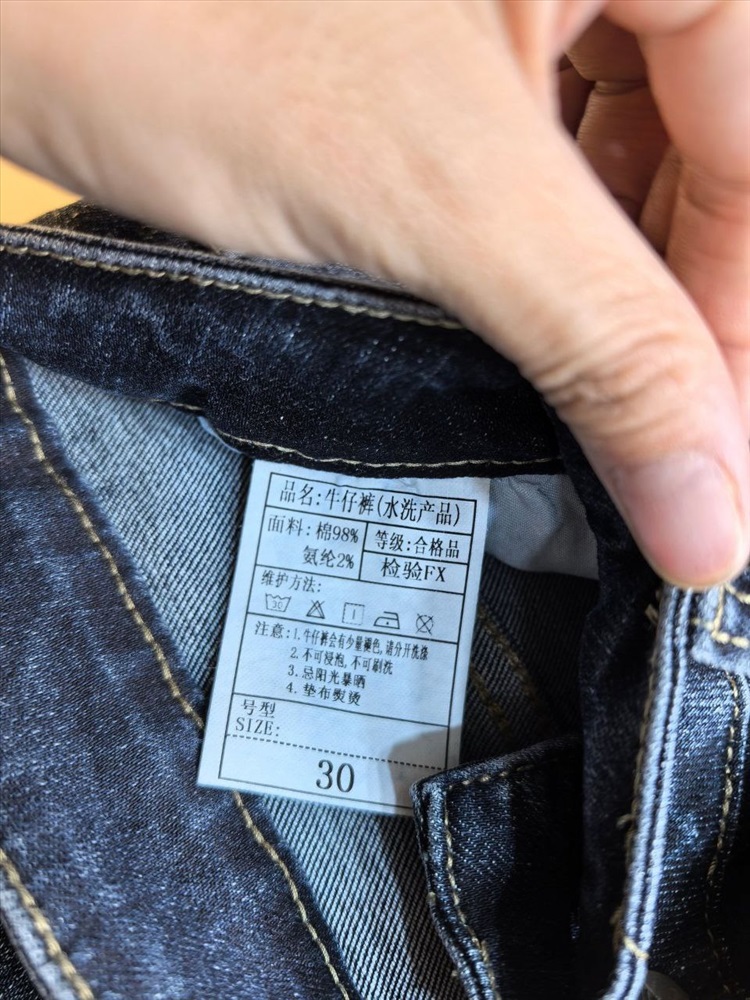 品名:牛仔裤(水洗产品)
面料:棉98%
氨纶2%
等级:合格品
检验FX
维护方法:
30
注意:1.牛仔裤会有少量褪色,请分开洗涤
2.不可浸泡,不可刷洗
3.忌阳光暴晒
4.垫布熨烫
号型
SIZE:
30